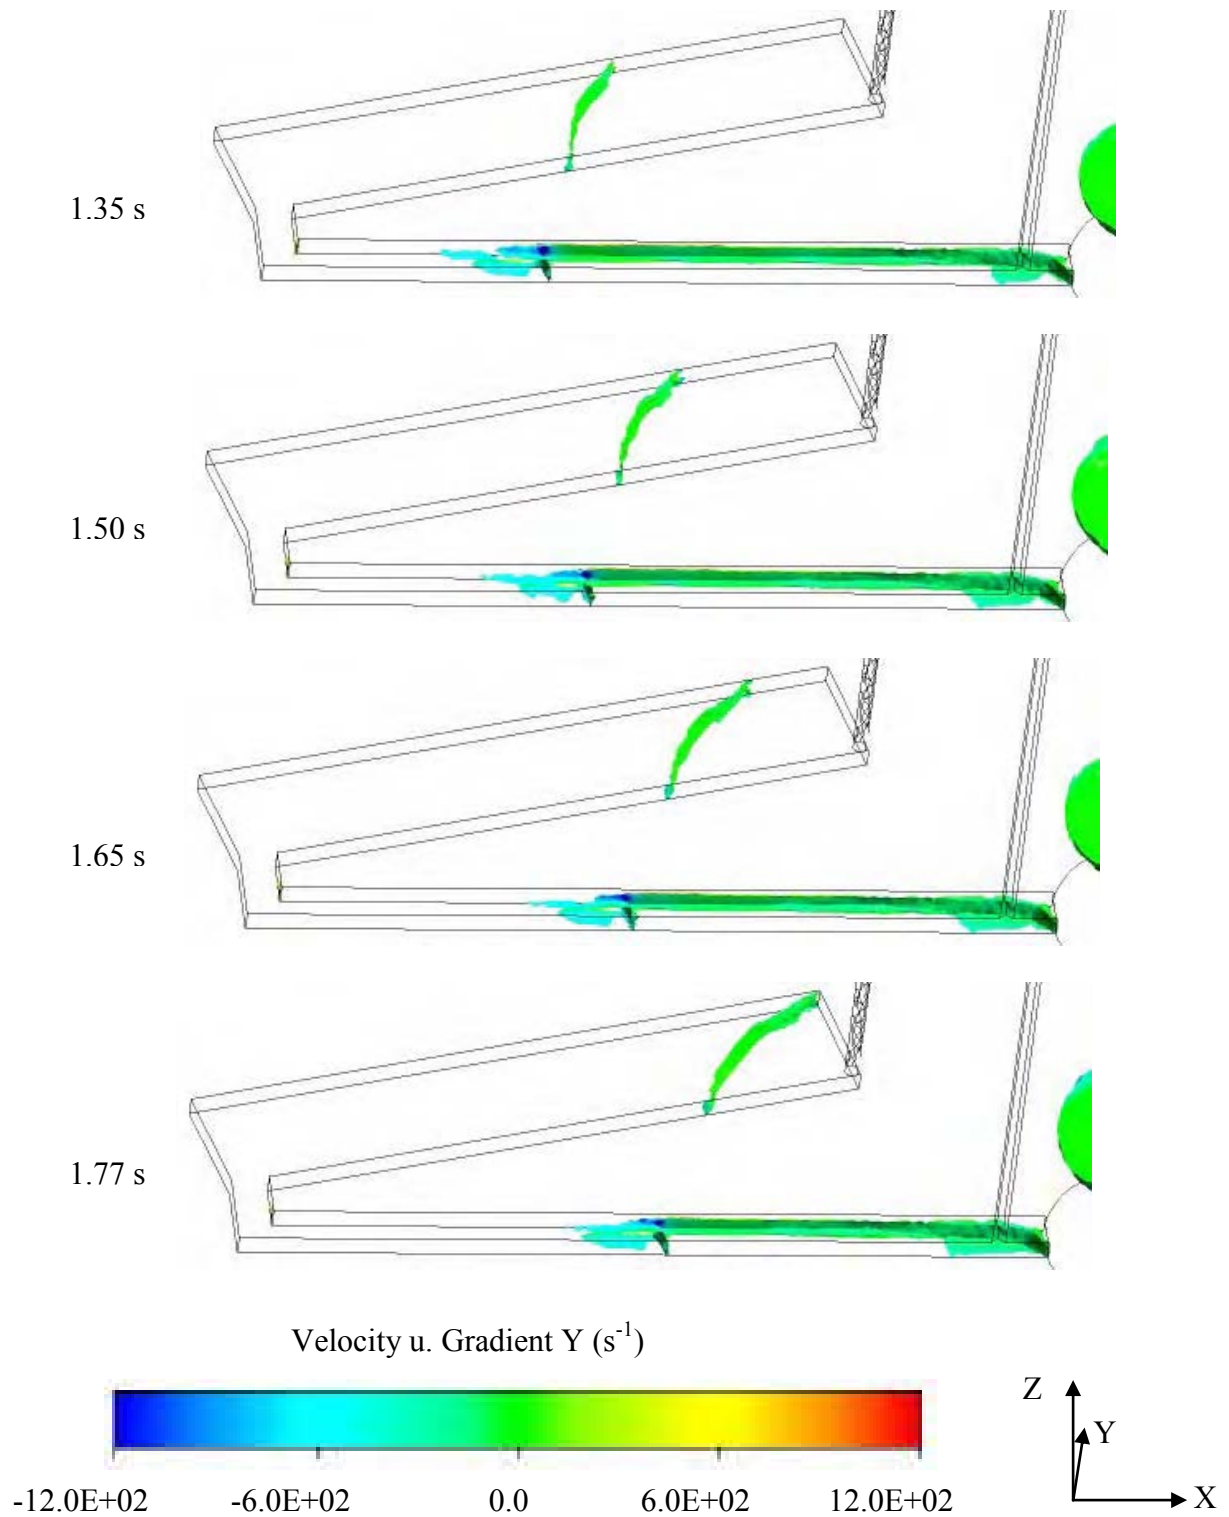 1.35 s
1.50 s
1.65 s
1.77 s
Velocity u. Gradient Y (s⁻¹)
-12.0E+02 -6.0E+02 0.0 6.0E+02 12.0E+02
Z
Y
X